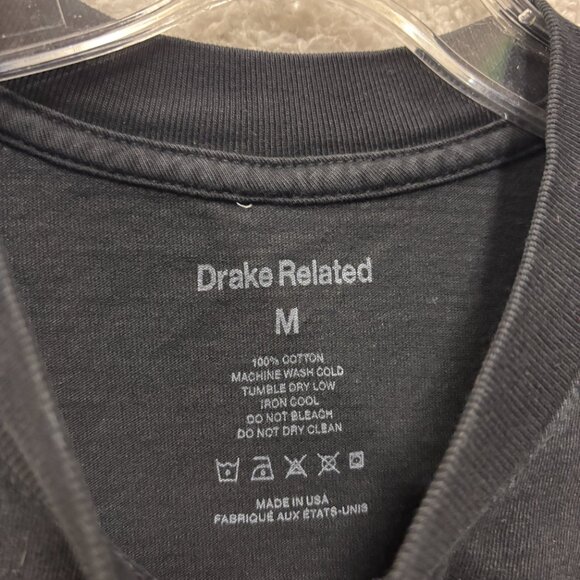 Drake Related
M
100% COTTON
MACHINE WASH COLD
TUMBLE DRY LOW
IRON COOL
DO NOT BLEACH
DO NOT DRY CLEAN
MADE IN USA
FABRIQUÉ AUX ÉTATS-UNIS